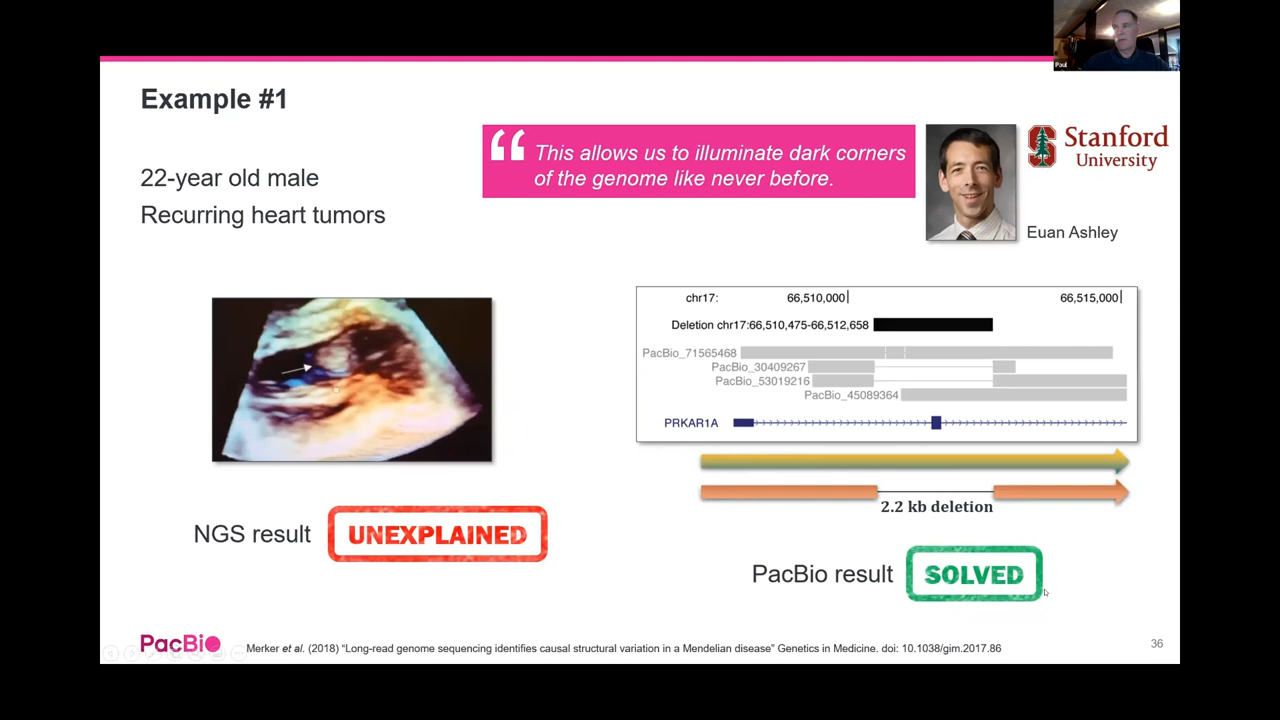 Paul
Example #1
22-year old male
Recurring heart tumors
“ This allows us to illuminate dark corners
of the genome like never before.
Stanford
University
Euan Ashley
chr17: 66,510,000 66,515,000
Deletion chr17:66,510,475-66,512,658
PacBio_71565468
PacBio_30409267
PacBio_53019216
PacBio_45089364
PRKAR1A
2.2 kb deletion
NGS result UNEXPLAINED
PacBio result SOLVED
PacBio
Merker et al. (2018) “Long-read genome sequencing identifies causal structural variation in a Mendelian disease” Genetics in Medicine. doi: 10.1038/gim.2017.86
36